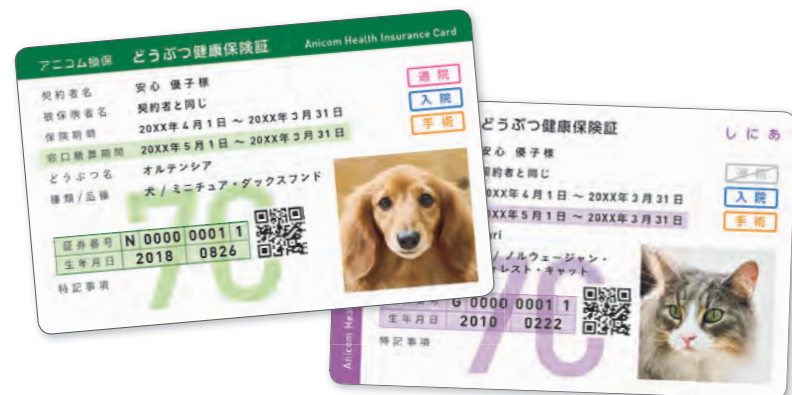 アニコム損保 どうぶつ健康保険証 Anicom Health Insurance Card
契約者名 安心 優子様
被保険者名 契約者と同じ
保険期間 20XX年4月1日 ~ 20XX年3月31日
窓口精算期間 20XX年5月1日 ~ 20XX年3月31日
どうぶつ名 オルテンシア
種類/品種 犬 / ミニチュア・ダックスフンド
通院
入院
手術
70
証券番号 N 0000 0001 1
生年月日 2018 0826
特記事項
どうぶつ健康保険証 しにあ
安心 優子様
契約者と同じ
20XX年4月1日 ~ 20XX年3月31日
20XX年5月1日 ~ 20XX年3月31日
/ ノルウェージャン・
レスト・キャット
通院
入院
手術
70
番号 G 0000 0001 1
生年月日 2010 0222
特記事項
Anicom